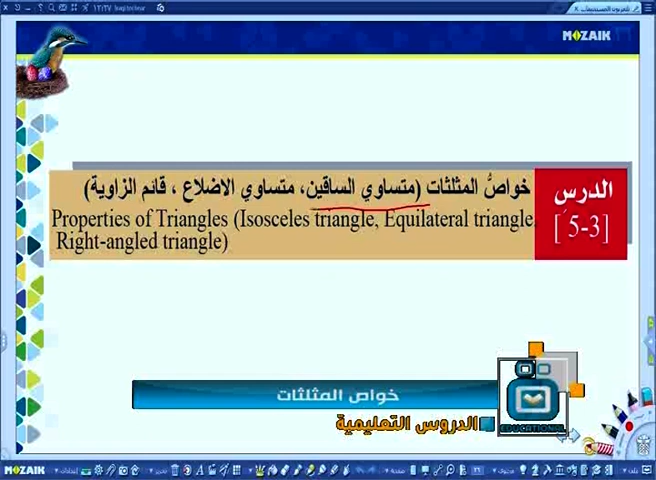 MOZAIK
الدرس
[ 5-3]
خواصُ المثلثات (متساوي الساقين، متساوي الاضلاع ، قائم الزاوية)
Properties of Triangles (Isosceles triangle, Equilateral triangle,
Right-angled triangle)
خواص المثلثات
الدروس التعليمية
EDUCATIONAL
MOZAIK